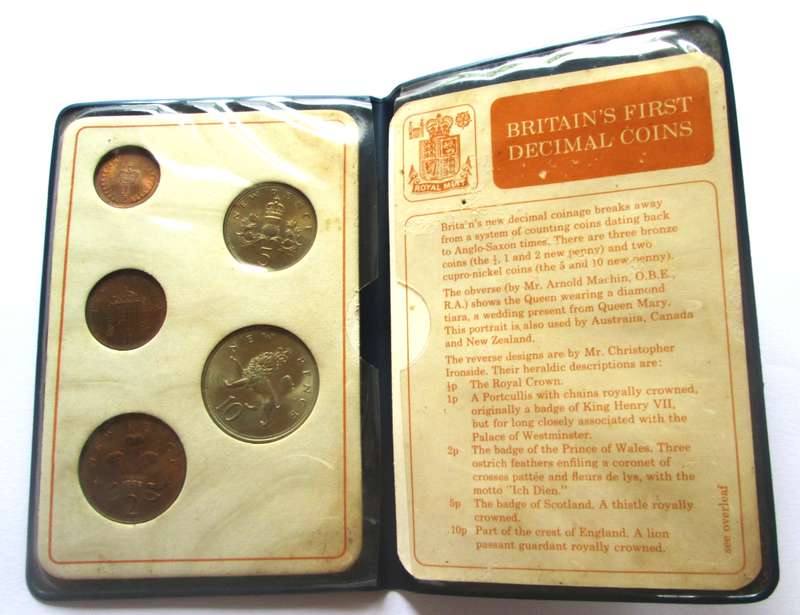 NEW PENCE
5
NEW PENCE
10
2
ROYAL MINT
BRITAIN'S FIRST
DECIMAL COINS
Britain's new decimal coinage breaks away
from a system of counting coins dating back
to Anglo-Saxon times. There are three bronze
coins (the ½, 1 and 2 new penny) and two
cupro-nickel coins (the 5 and 10 new penny).
The obverse (by Mr. Arnold Machin, O.B.E.,
R.A.) shows the Queen wearing a diamond
tiara, a wedding present from Queen Mary.
This portrait is also used by Australia, Canada
and New Zealand.
The reverse designs are by Mr. Christopher
Ironside. Their heraldic descriptions are:
½p The Royal Crown.
1p A Portcullis with chains royally crowned,
originally a badge of King Henry VII,
but for long closely associated with the
Palace of Westminster.
2p The badge of the Prince of Wales. Three
ostrich feathers enfiling a coronet of
crosses pattée and fleurs de lys, with the
motto "Ich Dien."
5p The badge of Scotland. A thistle royally
crowned.
10p Part of the crest of England. A lion
passant guardant royally crowned.
see overleaf